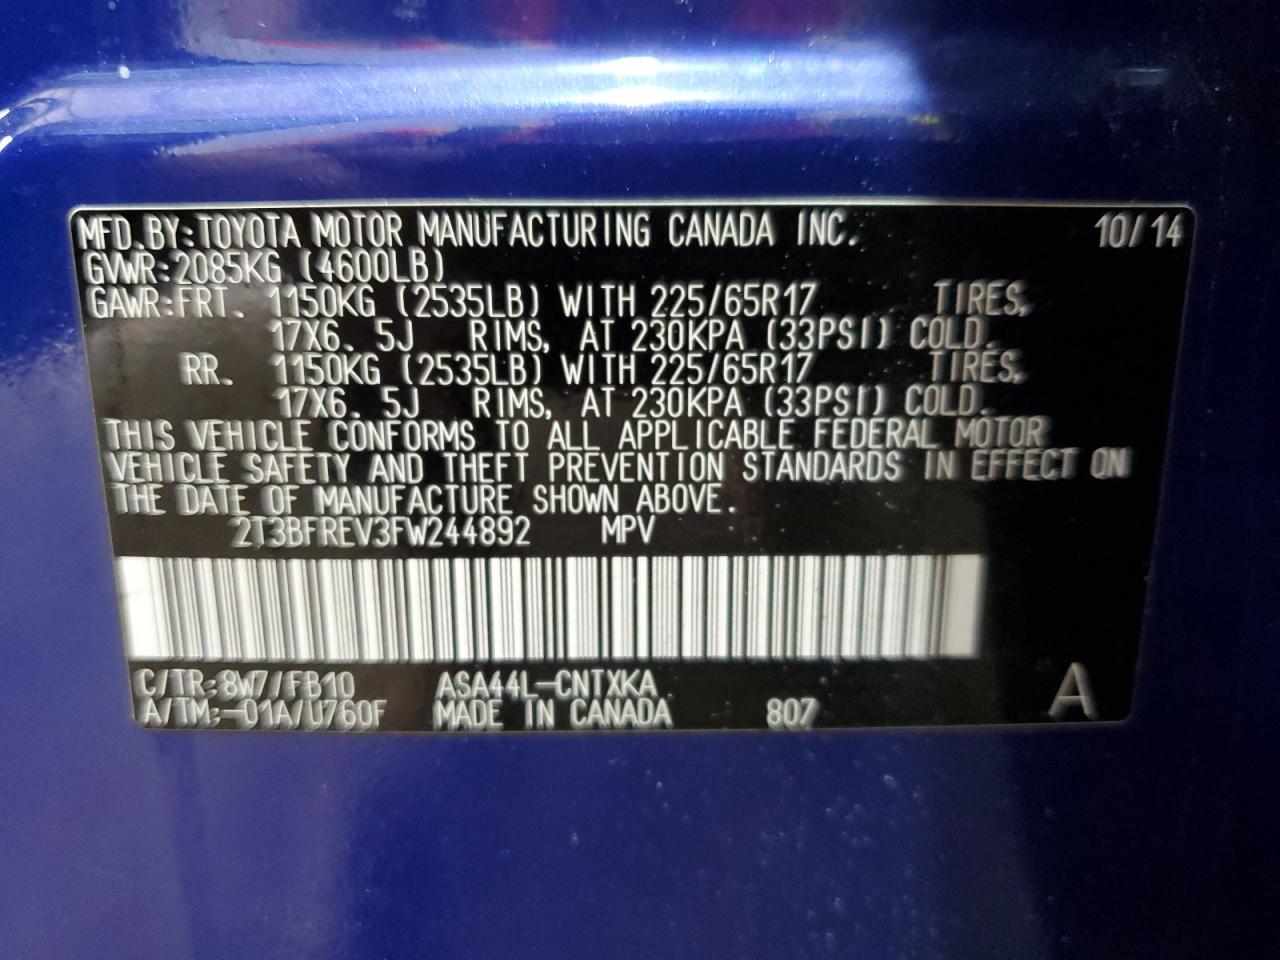 MFD.BY:TOYOTA MOTOR MANUFACTURING CANADA INC. 10/14
GVWR:2085KG (4600LB)
GAWR:FRT. 1150KG (2535LB) WITH 225/65R17 TIRES,
17X6.5J RIMS, AT 230KPA (33PSI) COLD.
RR. 1150KG (2535LB) WITH 225/65R17 TIRES,
17X6.5J RIMS, AT 230KPA (33PSI) COLD.
THIS VEHICLE CONFORMS TO ALL APPLICABLE FEDERAL MOTOR
VEHICLE SAFETY AND THEFT PREVENTION STANDARDS IN EFFECT ON
THE DATE OF MANUFACTURE SHOWN ABOVE.
2T3BFREV3FW244892 MPV
C/TR:8W7/FB10 ASA44L-CNTXKA
A/TM:-01A/U760F MADE IN CANADA 807 A